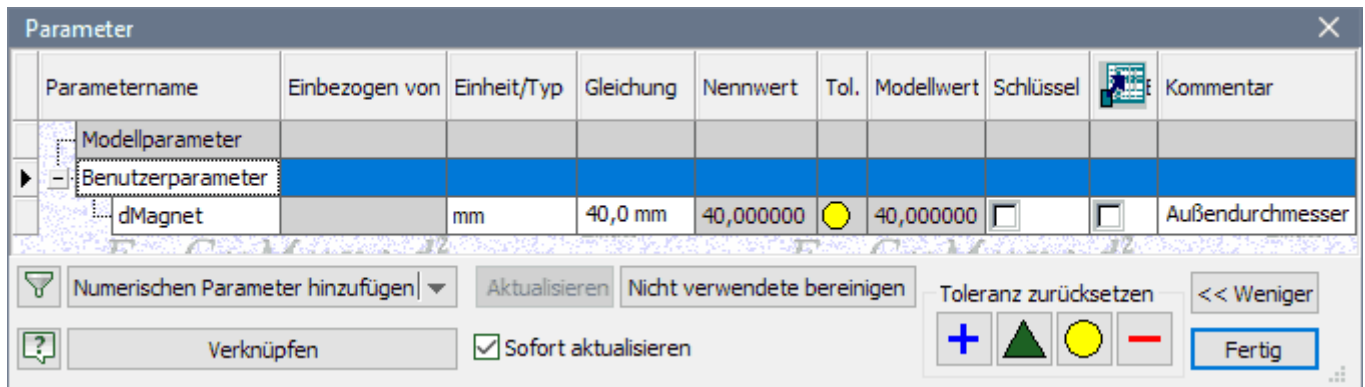 Parameter
Parametername Einbezogen von Einheit/Typ Gleichung Nennwert Tol. Modellwert Schlüssel Kommentar
Modellparameter
Benutzerparameter
dMagnet mm 40,0 mm 40,000000 40,000000 Außendurchmesser
Numerischen Parameter hinzufügen Aktualisieren Nicht verwendete bereinigen Toleranz zurücksetzen << Weniger
Verknüpfen Sofort aktualisieren Fertig